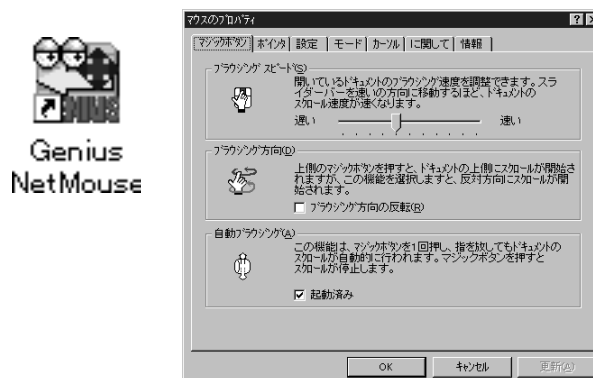 GENIUS
Genius
NetMouse
マウスのプロパティ
マジックボタン ボタン 設定 モード カーソル に関して 情報
ブラウジング スピード(S)
開いているドキュメントのブラウジング速度を調整できます。スラ
イダーバーを速いの方向に移動するほど、ドキュメントの
スクロール速度が速くなります。
遅い 速い
ブラウジング方向(D)
上側のマジックボタンを押すと、ドキュメントの上側にスクロールが開始さ
れますが、この機能を選択しますと、反対方向にスクロールが開
始されます。
ブラウジング方向の反転(R)
自動ブラウジング(A)
この機能は、マジックボタンを1回押し、指を放してもドキュメントの
スクロールが自動的に行われます。マジックボタンを押すと
スクロールが停止します。
起動済み
OK キャンセル 更新(A)